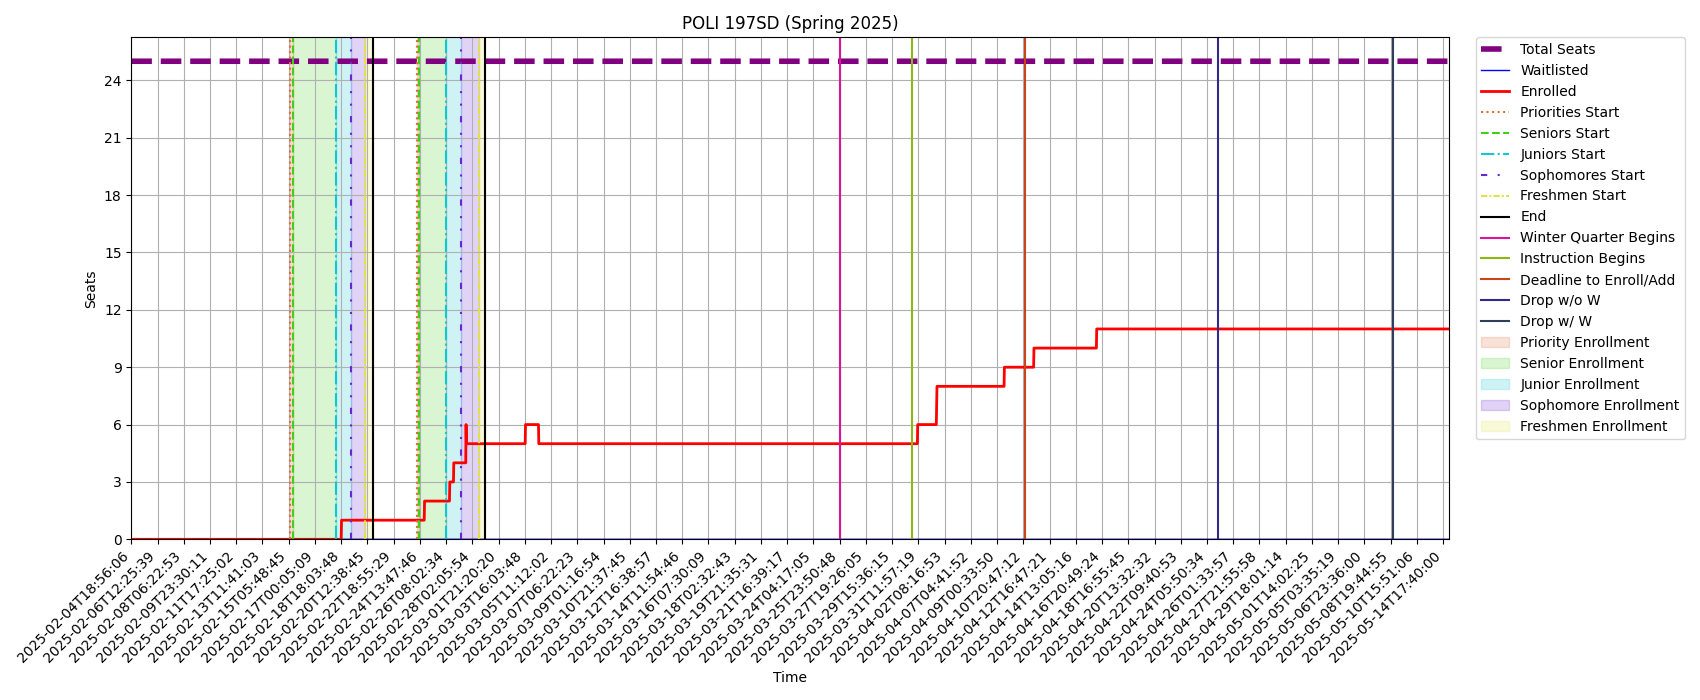 POLI 197SD (Spring 2025)
Seats
24
21
18
15
12
9
6
3
0
2025-02-04T18:56:06
2025-02-06T12:25:39
2025-02-08T06:22:53
2025-02-09T23:30:11
2025-02-11T17:25:02
2025-02-13T11:41:03
2025-02-15T05:48:45
2025-02-17T00:05:09
2025-02-18T18:03:48
2025-02-20T12:38:45
2025-02-22T18:55:29
2025-02-24T13:47:46
2025-02-26T08:02:34
2025-02-28T02:05:54
2025-03-01T21:20:20
2025-03-03T16:03:48
2025-03-05T11:12:02
2025-03-07T06:22:23
2025-03-09T01:16:54
2025-03-10T21:37:45
2025-03-12T16:38:57
2025-03-14T11:54:46
2025-03-16T07:30:09
2025-03-18T02:32:43
2025-03-19T21:35:31
2025-03-21T16:39:17
2025-03-24T04:17:05
2025-03-25T23:50:48
2025-03-27T19:26:05
2025-03-29T15:36:15
2025-03-31T11:57:19
2025-04-02T08:16:53
2025-04-07T04:41:52
2025-04-09T00:33:50
2025-04-10T20:47:12
2025-04-12T16:47:21
2025-04-14T13:05:16
2025-04-16T20:49:24
2025-04-18T16:55:45
2025-04-20T13:32:32
2025-04-22T09:40:53
2025-04-24T05:50:34
2025-04-26T01:33:57
2025-04-27T21:55:58
2025-04-29T18:01:14
2025-05-01T14:02:25
2025-05-05T03:35:19
2025-05-06T23:36:00
2025-05-08T19:44:55
2025-05-10T15:51:06
2025-05-14T17:40:00
Time
Total Seats
Waitlisted
Enrolled
Priorities Start
Seniors Start
Juniors Start
Sophomores Start
Freshmen Start
End
Winter Quarter Begins
Instruction Begins
Deadline to Enroll/Add
Drop w/o W
Drop w/ W
Priority Enrollment
Senior Enrollment
Junior Enrollment
Sophomore Enrollment
Freshmen Enrollment